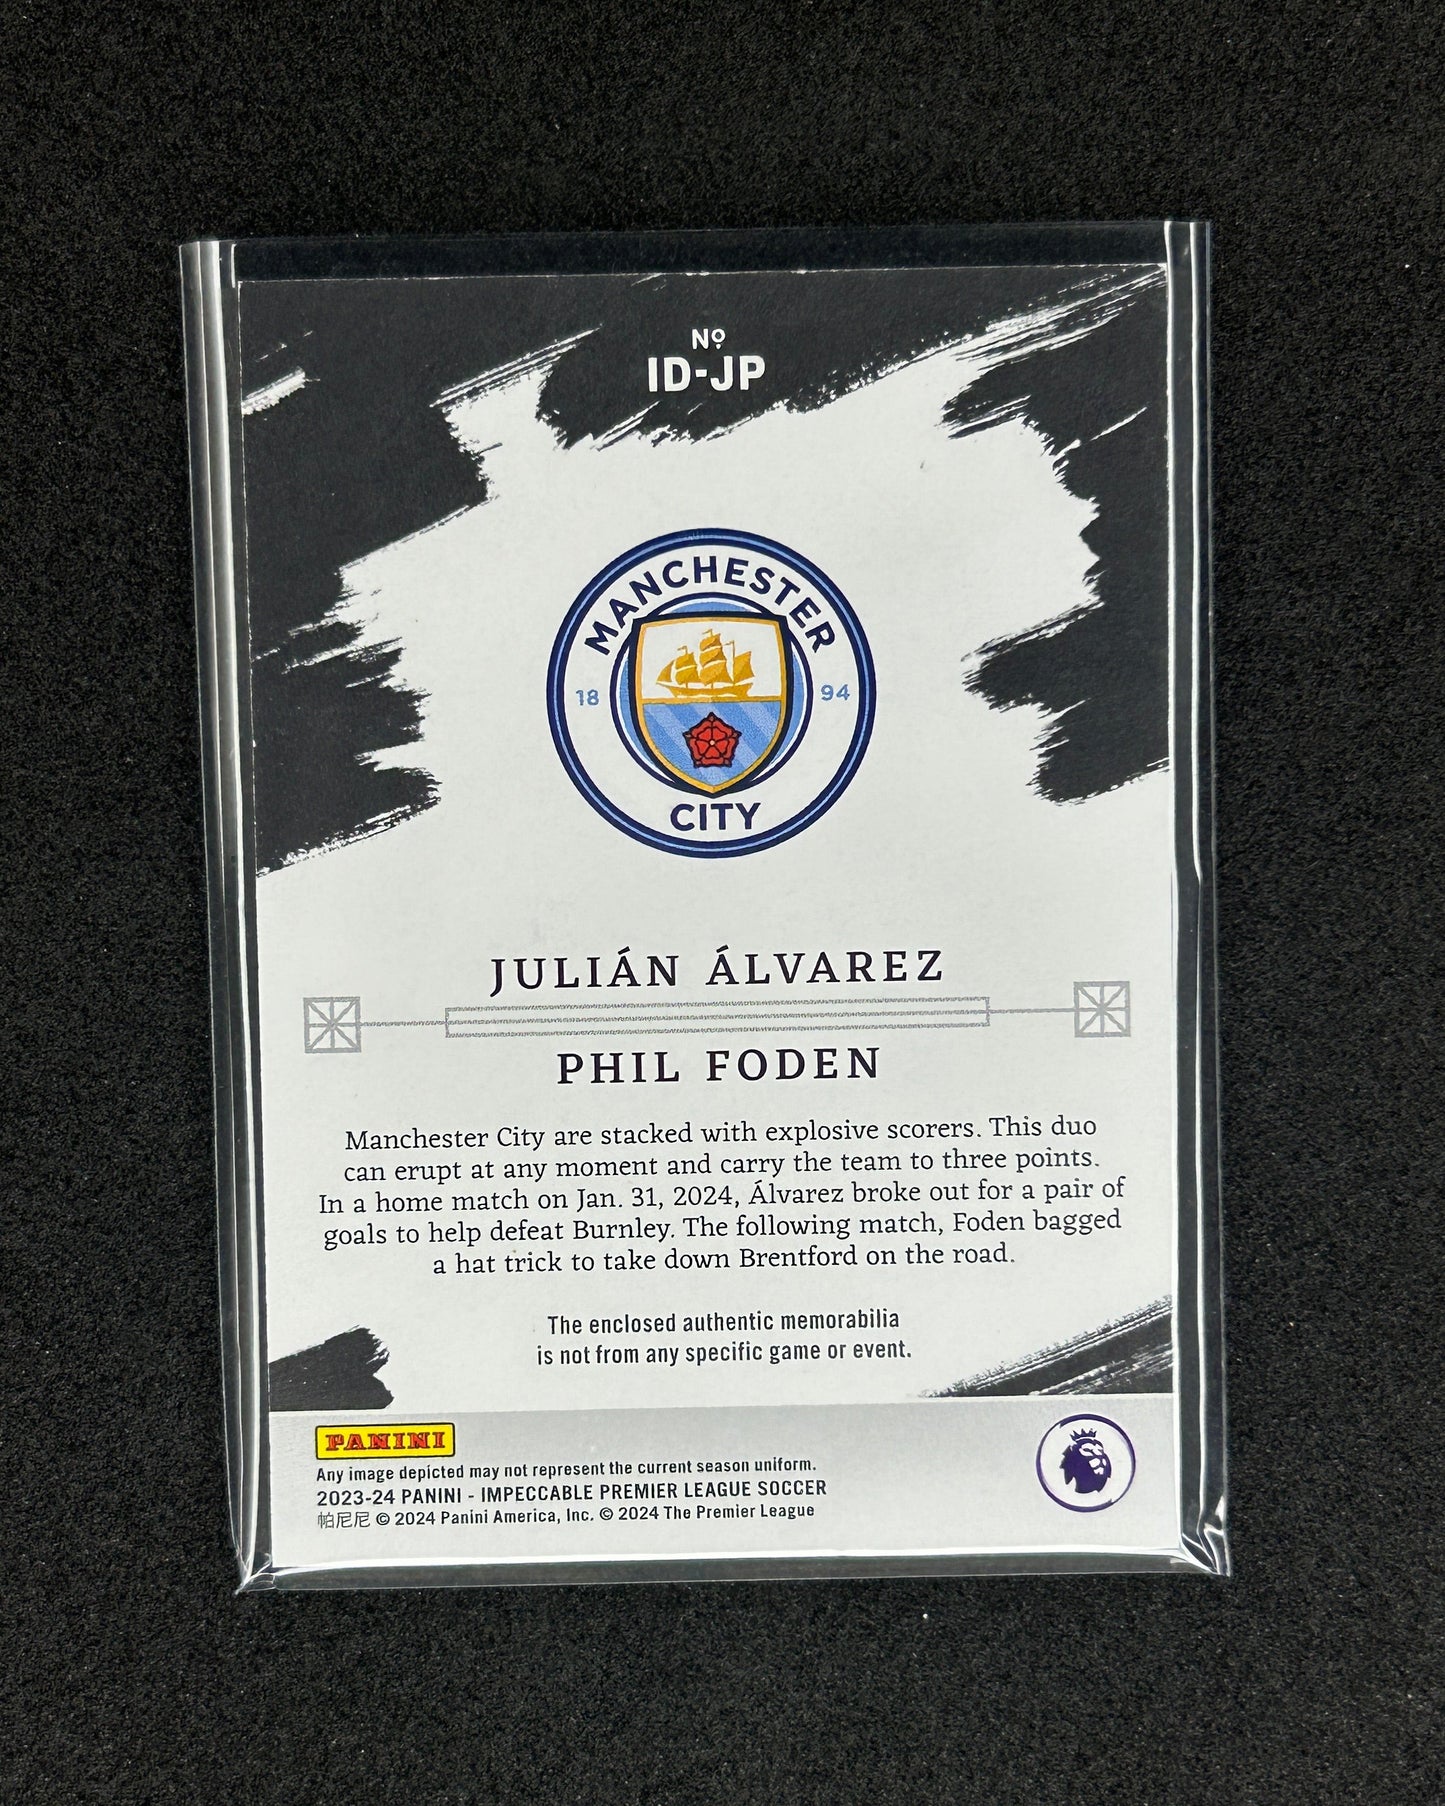 Nº
ID-JP
MANCHESTER
18 94
CITY
JULIÁN ÁLVAREZ
PHIL FODEN
Manchester City are stacked with explosive scorers. This duo
can erupt at any moment and carry the team to three points.
In a home match on Jan. 31, 2024, Álvarez broke out for a pair of
goals to help defeat Burnley. The following match, Foden bagged
a hat trick to take down Brentford on the road.
The enclosed authentic memorabilia
is not from any specific game or event.
PANINI
Any image depicted may not represent the current season uniform.
2023-24 PANINI - IMPECCABLE PREMIER LEAGUE SOCCER
帕尼尼 © 2024 Panini America, Inc. © 2024 The Premier League